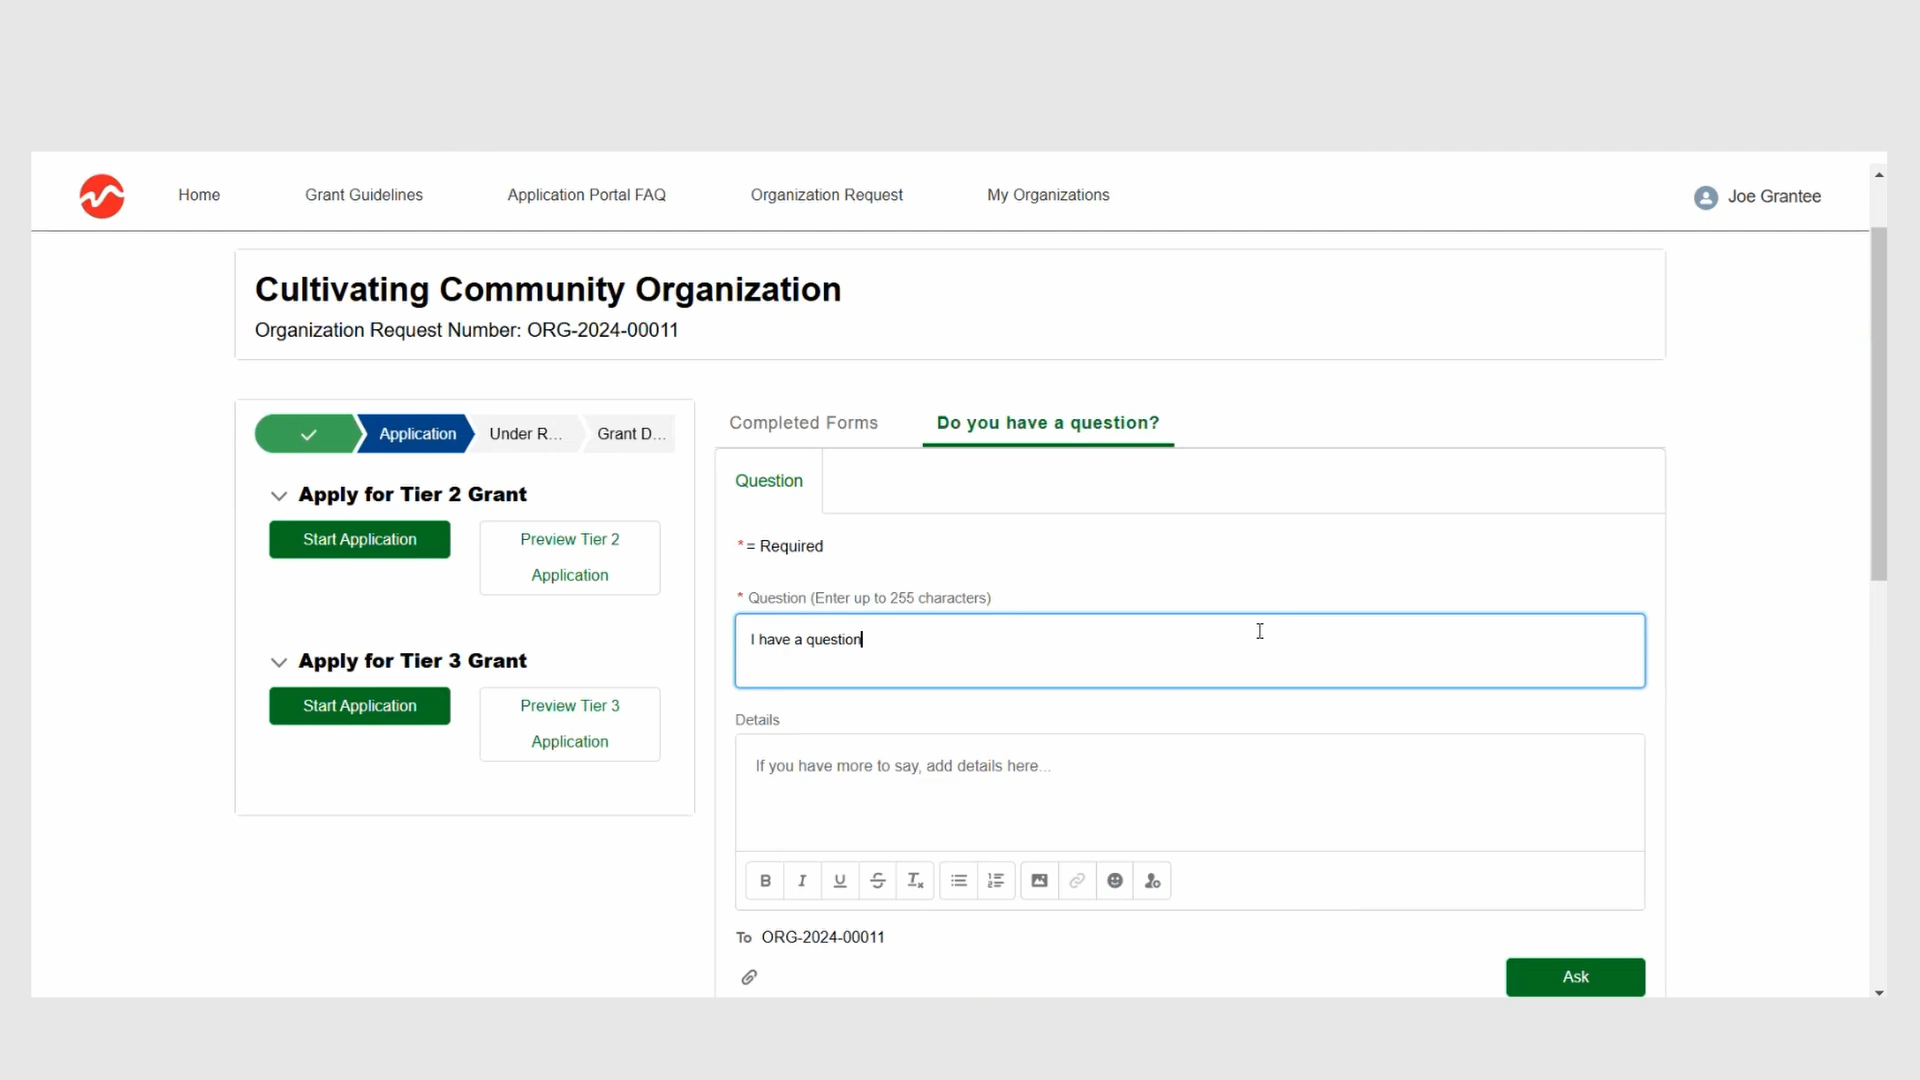 Home Grant Guidelines Application Portal FAQ Organization Request My Organizations Joe Grantee
Cultivating Community Organization
Organization Request Number: ORG-2024-00011
Application Under R... Grant D...
Apply for Tier 2 Grant
Start Application
Preview Tier 2
Application
Apply for Tier 3 Grant
Start Application
Preview Tier 3
Application
Completed Forms Do you have a question?
Question
* = Required
* Question (Enter up to 255 characters)
I have a question
Details
If you have more to say, add details here...
To ORG-2024-00011
Ask